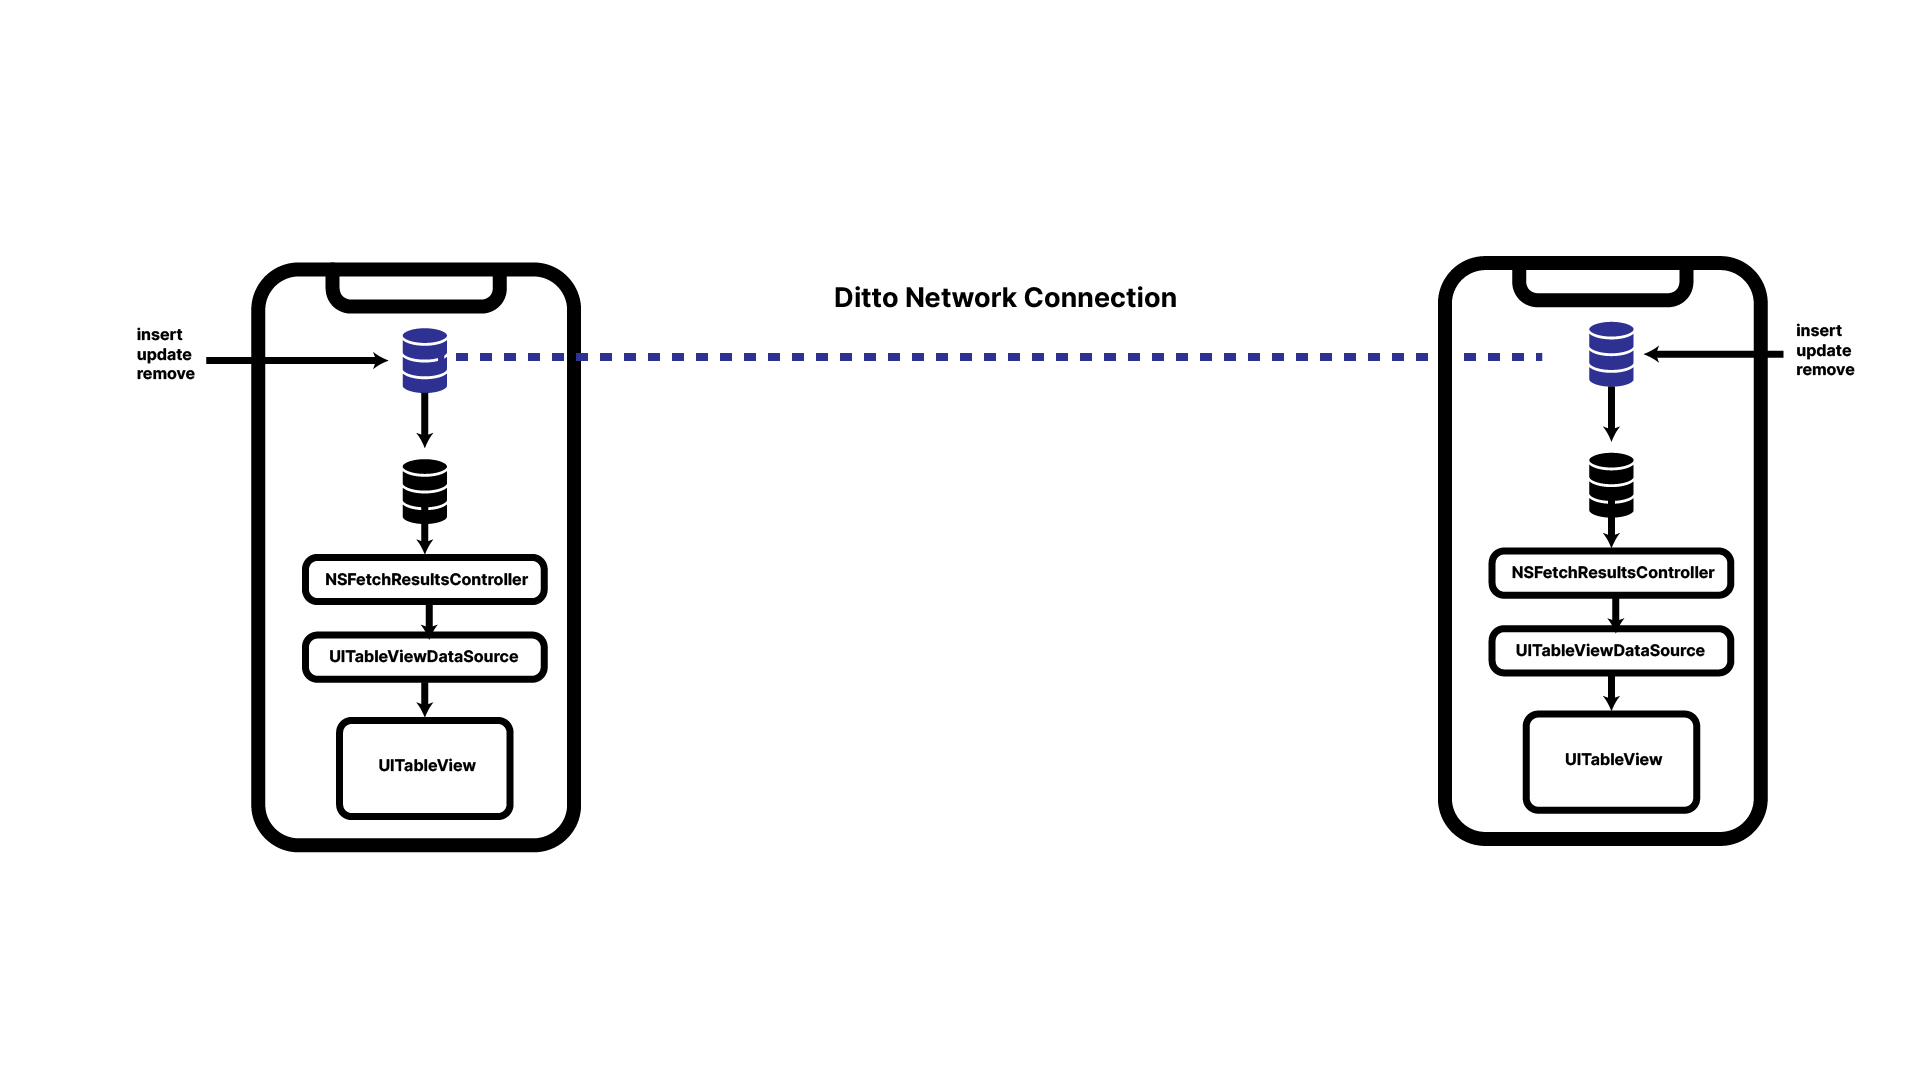 Ditto Network Connection
insert
update
remove
NSFetchResultsController
UITableViewDataSource
UITableView
insert
update
remove
NSFetchResultsController
UITableViewDataSource
UITableView